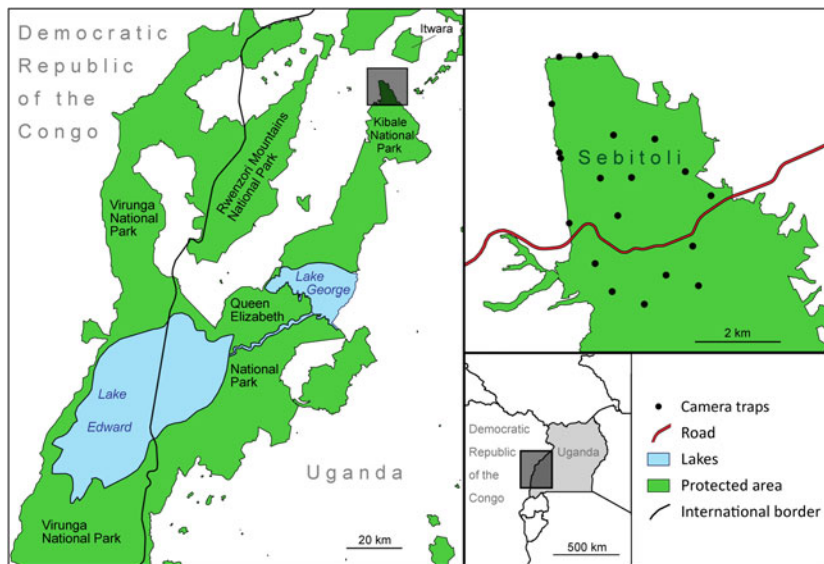 Democratic
Republic
of the
Congo
Itwara
Kibale
National
Park
Rwenzori Mountains
National Park
Virunga
National
Park
Lake
George
Queen
Elizabeth
National
Park
Lake
Edward
Uganda
Virunga
National Park
20 km
Sebitoli
2 km
Democratic
Republic
of the
Congo
Uganda
500 km
Camera traps
Road
Lakes
Protected area
International border